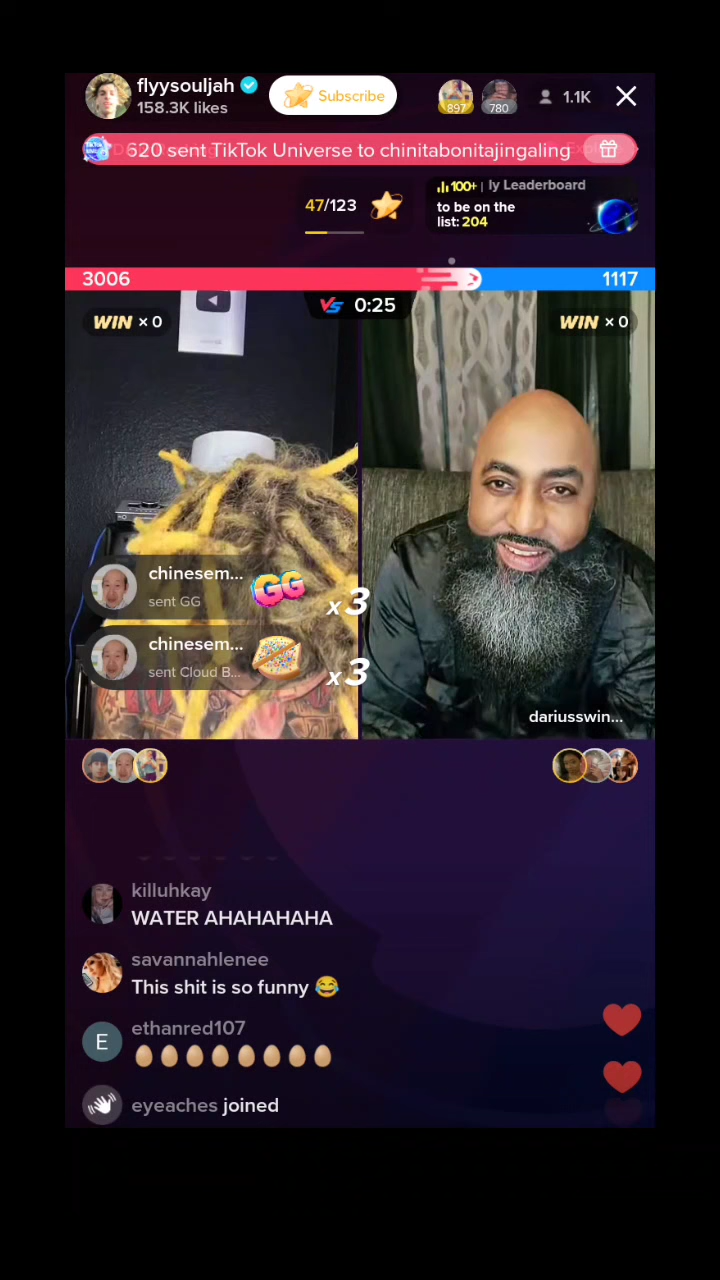 flyysouljah
158.3K likes
Subscribe
897
780
1.1K
620 sent TikTok Universe to chinitabonitajingaling
47/123
100+ | ly Leaderboard
to be on the
list: 204
3006
1117
VS 0:25
WIN x 0
WIN x 0
chinesem...
sent GG
GG
x3
chinesem...
sent Cloud B...
x3
dariusswin...
killuhkay
WATER AHAHAHAHA
savannahlenee
This shit is so funny 😂
ethanred107
E
🥚🥚🥚🥚🥚🥚🥚🥚
eyeaches joined